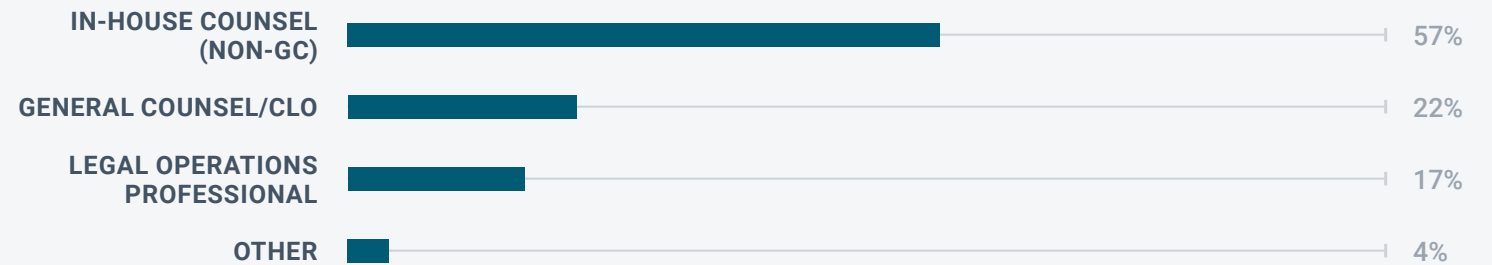 IN-HOUSE COUNSEL
(NON-GC)
57%
GENERAL COUNSEL/CLO
22%
LEGAL OPERATIONS
PROFESSIONAL
17%
OTHER
4%